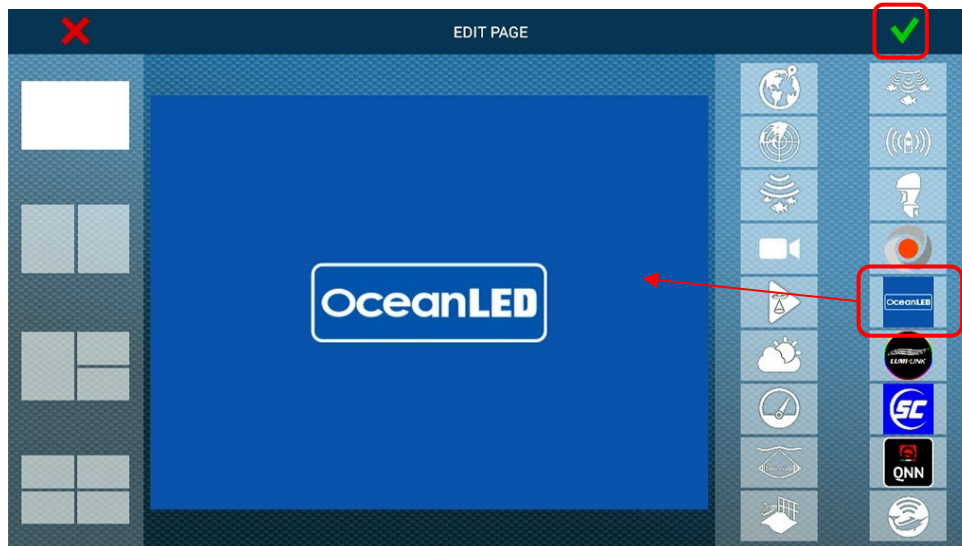 EDIT PAGE
OceanLED
OceanLED
LUMI-LINK
SC
QNN